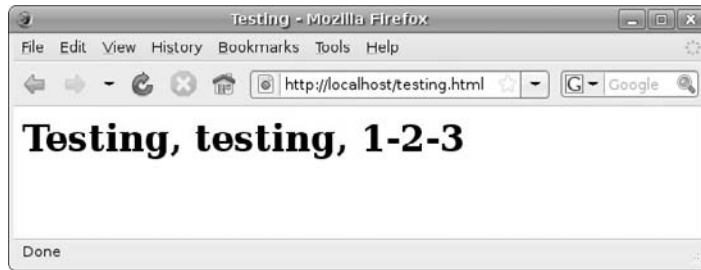 Testing - Mozilla Firefox
File Edit View History Bookmarks Tools Help
http://localhost/testing.html G Google
Testing, testing, 1-2-3
Done